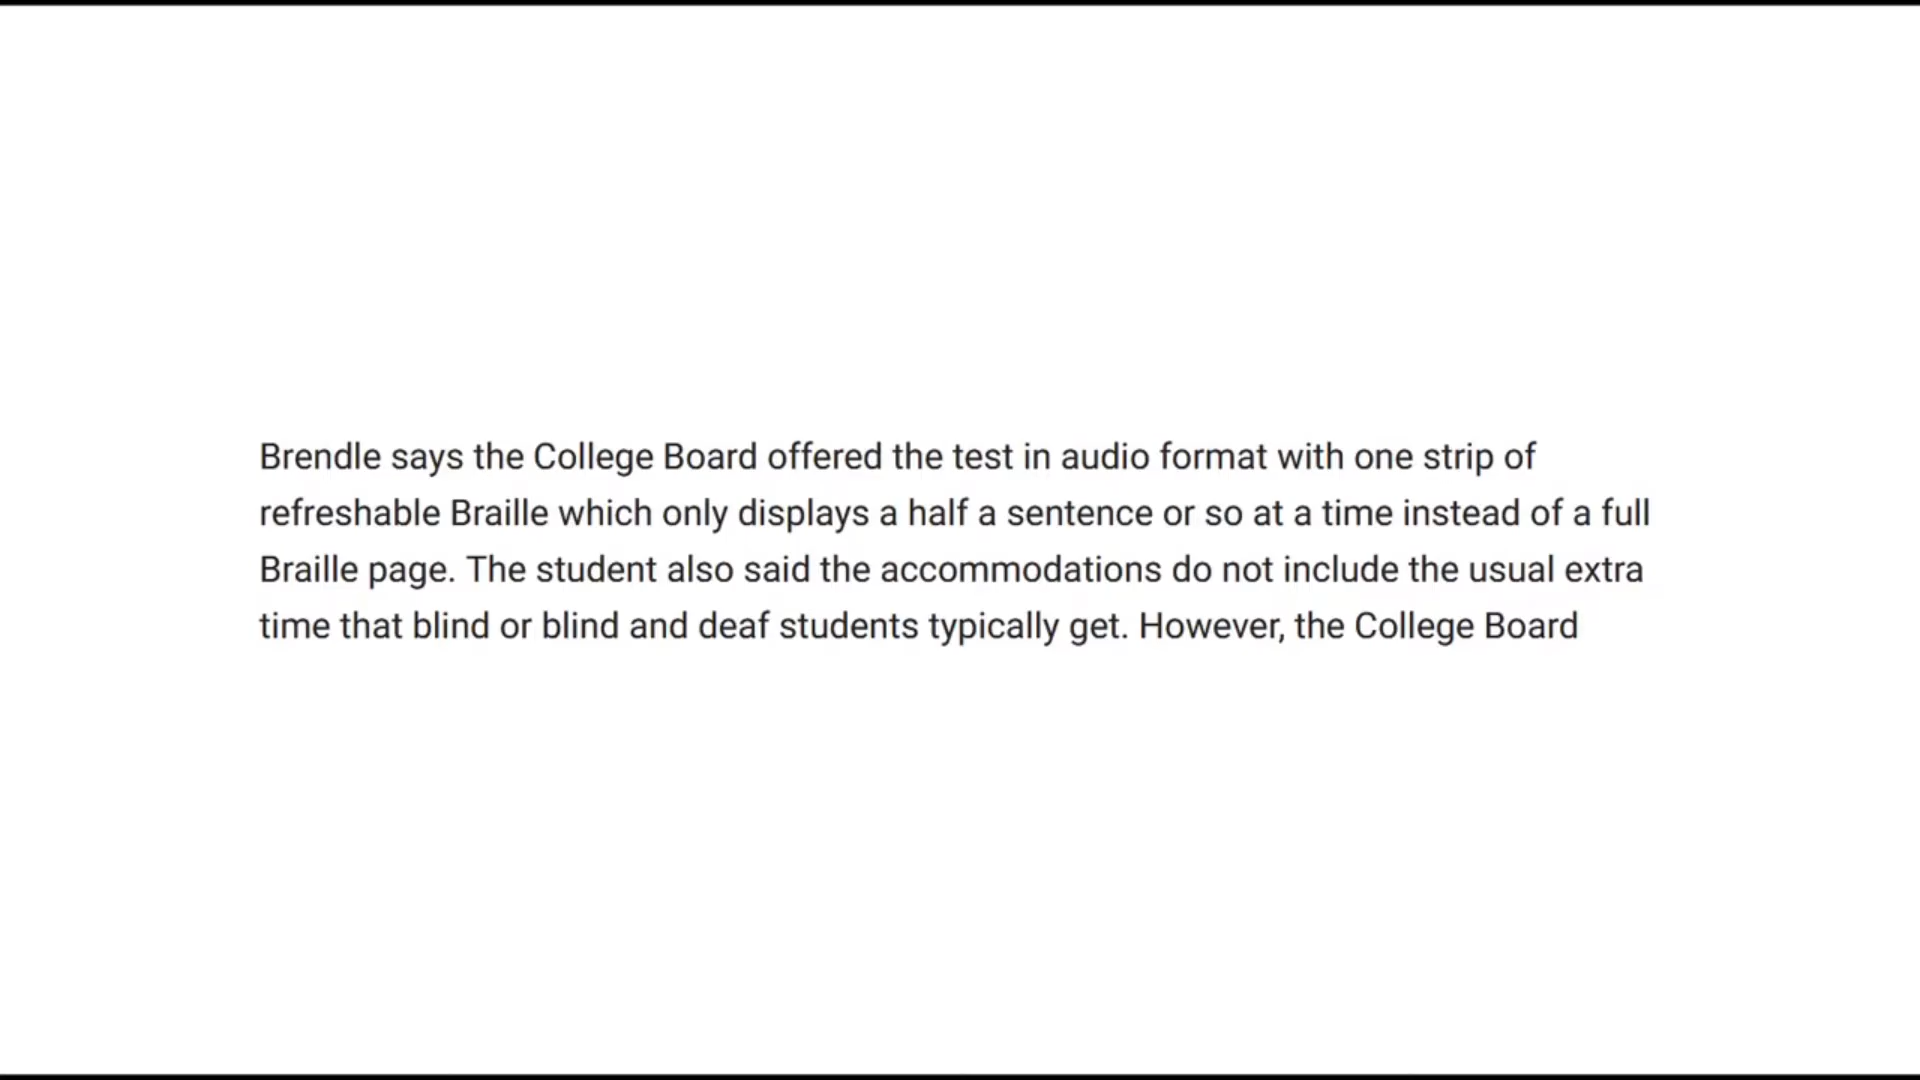 Brendle says the College Board offered the test in audio format with one strip of
refreshable Braille which only displays a half a sentence or so at a time instead of a full
Braille page. The student also said the accommodations do not include the usual extra
time that blind or blind and deaf students typically get. However, the College Board